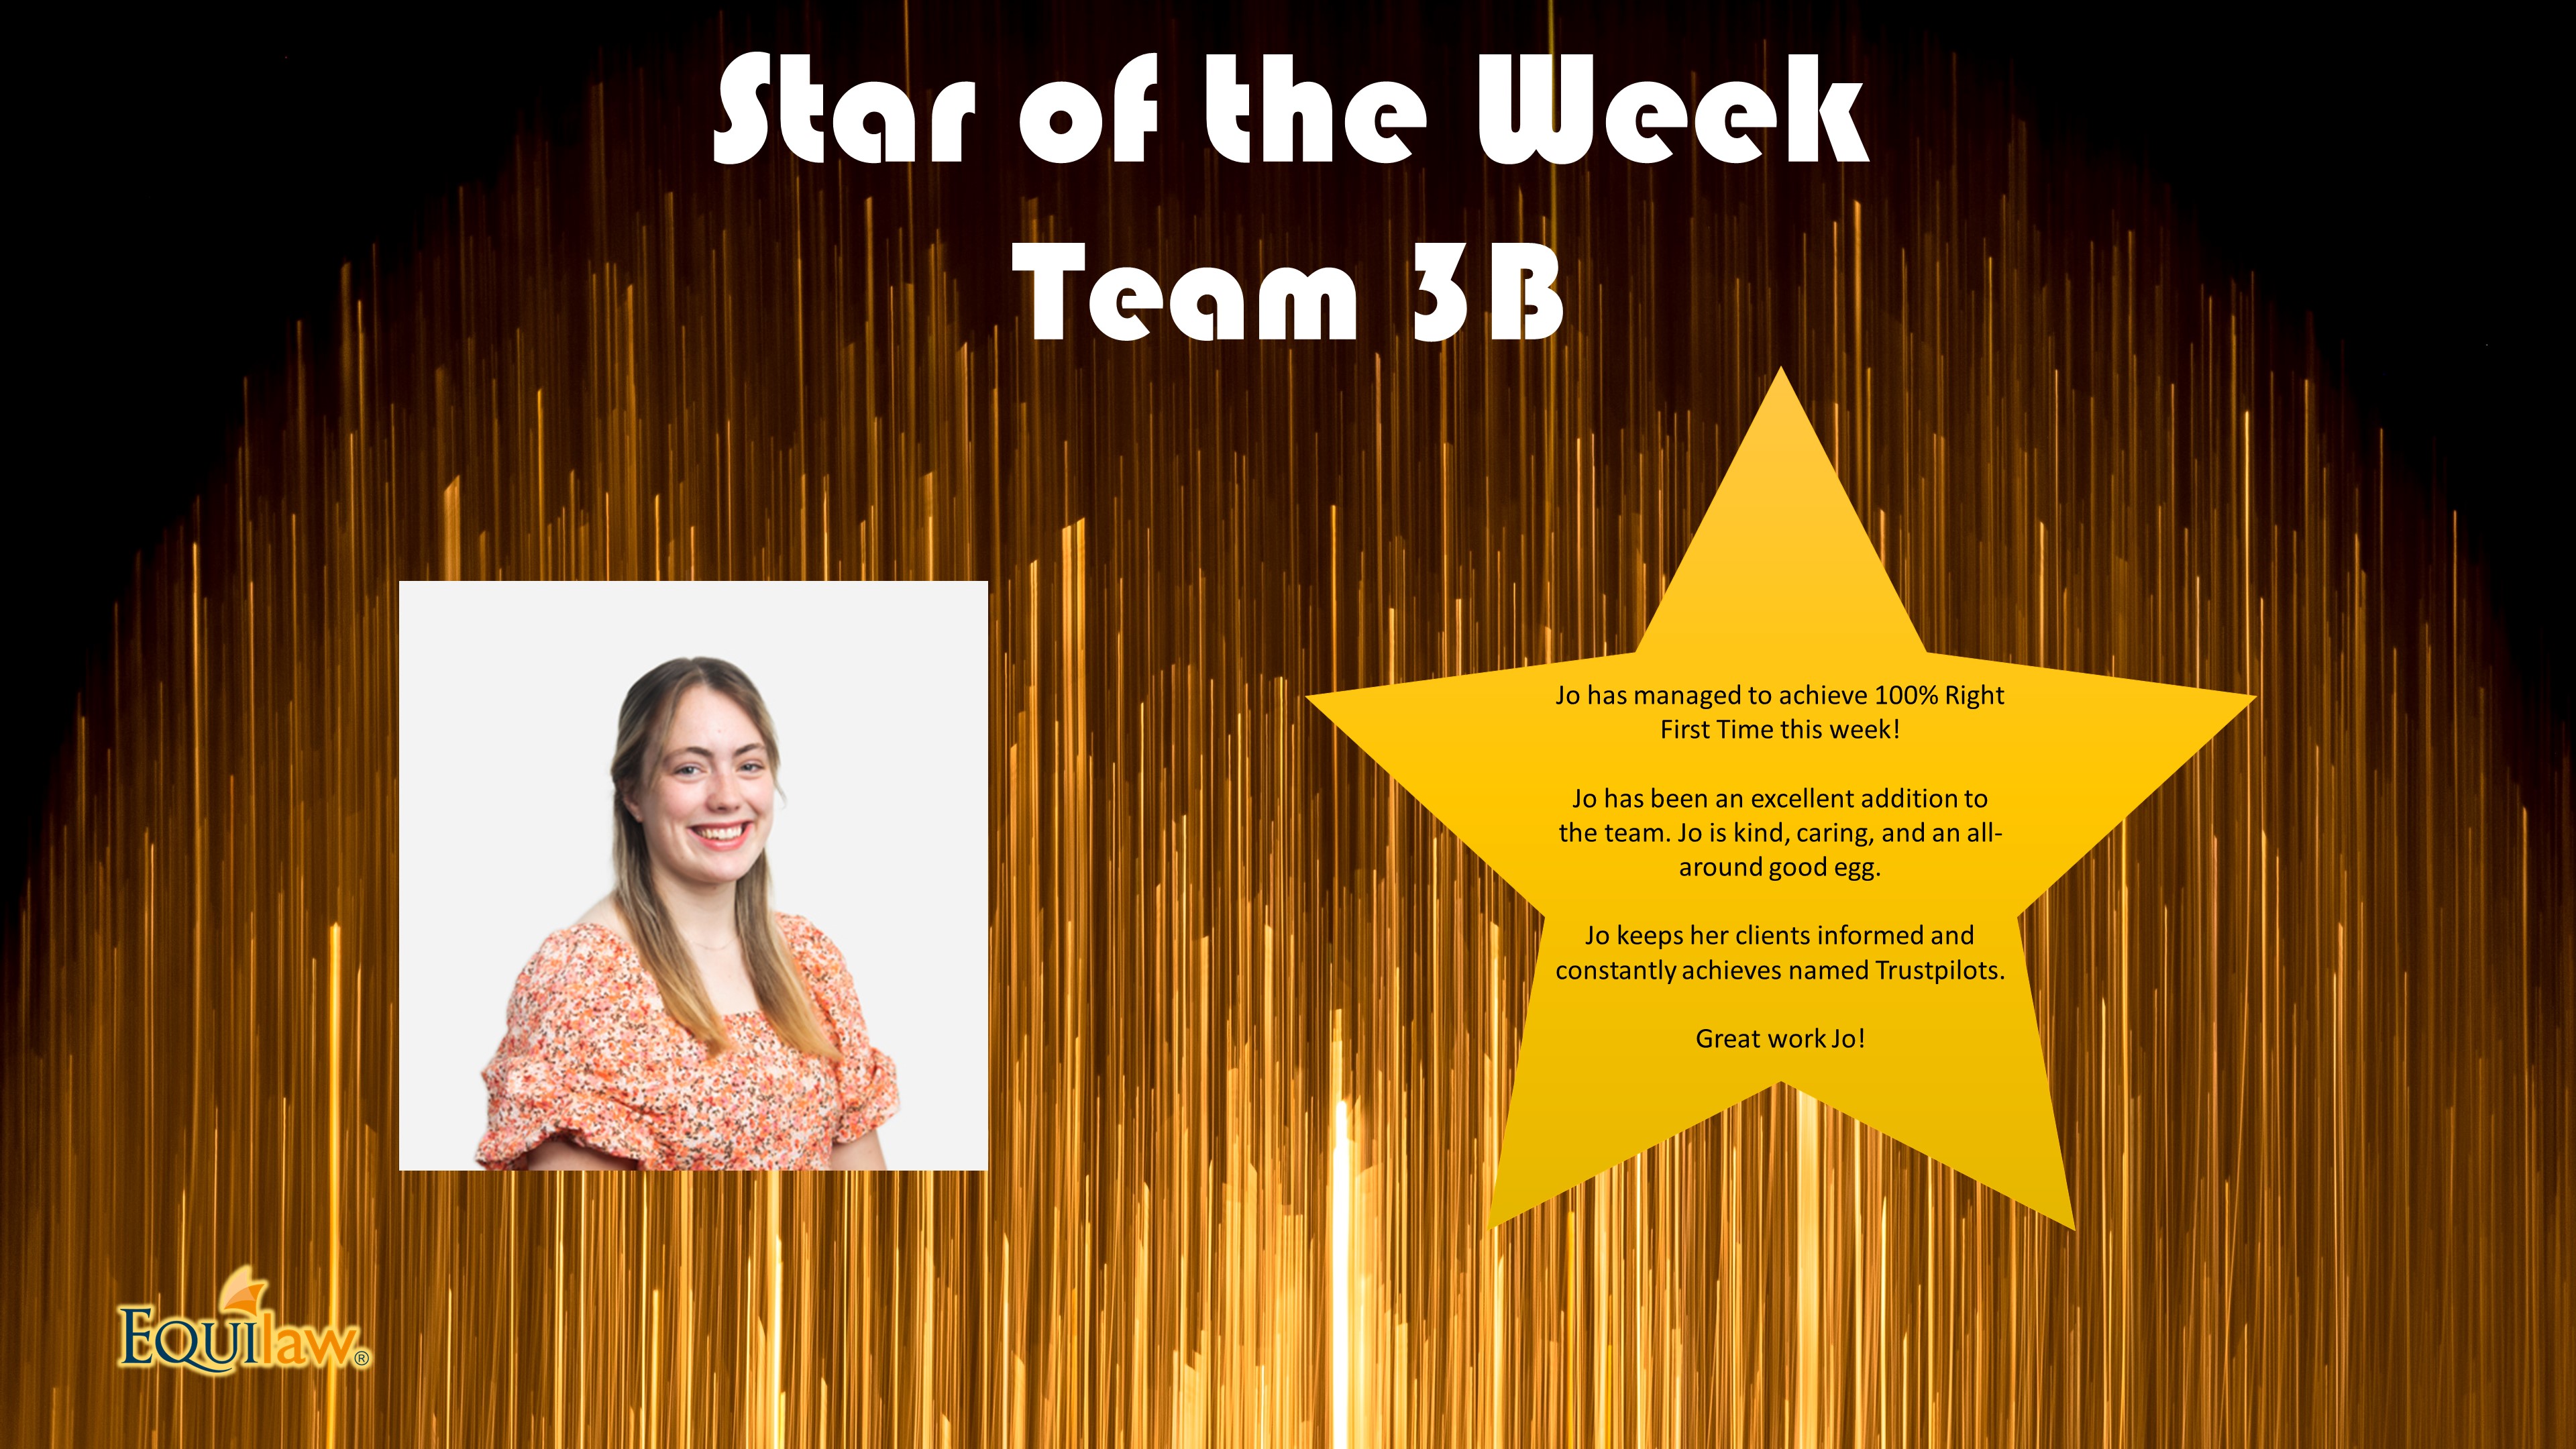 Star of the Week
Team 3B
Jo has managed to achieve 100% Right
First Time this week!
Jo has been an excellent addition to
the team. Jo is kind, caring, and an all-
around good egg.
Jo keeps her clients informed and
constantly achieves named Trustpilots.
Great work Jo!
EQUIlaw®